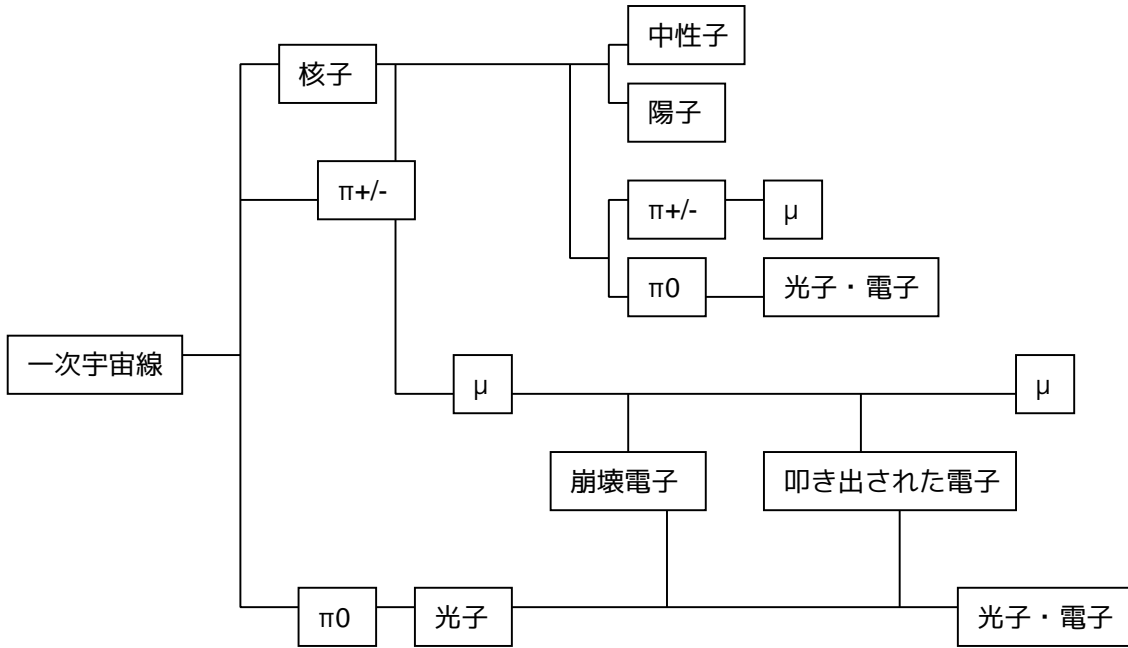 中性子
核子
陽子
π+/-
π+/-
μ
π0
光子・電子
一次宇宙線
μ
μ
崩壊電子
叩き出された電子
π0
光子
光子・電子